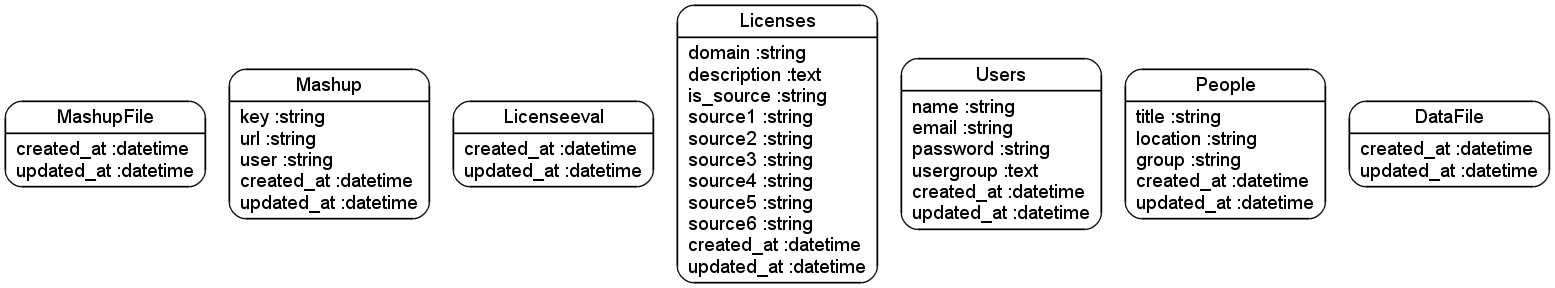 MashupFile
created_at :datetime
updated_at :datetime
Mashup
key :string
url :string
user :string
created_at :datetime
updated_at :datetime
Licenseeval
created_at :datetime
updated_at :datetime
Licenses
domain :string
description :text
is_source :string
source1 :string
source2 :string
source3 :string
source4 :string
source5 :string
source6 :string
created_at :datetime
updated_at :datetime
Users
name :string
email :string
password :string
usergroup :text
created_at :datetime
updated_at :datetime
People
title :string
location :string
group :string
created_at :datetime
updated_at :datetime
DataFile
created_at :datetime
updated_at :datetime